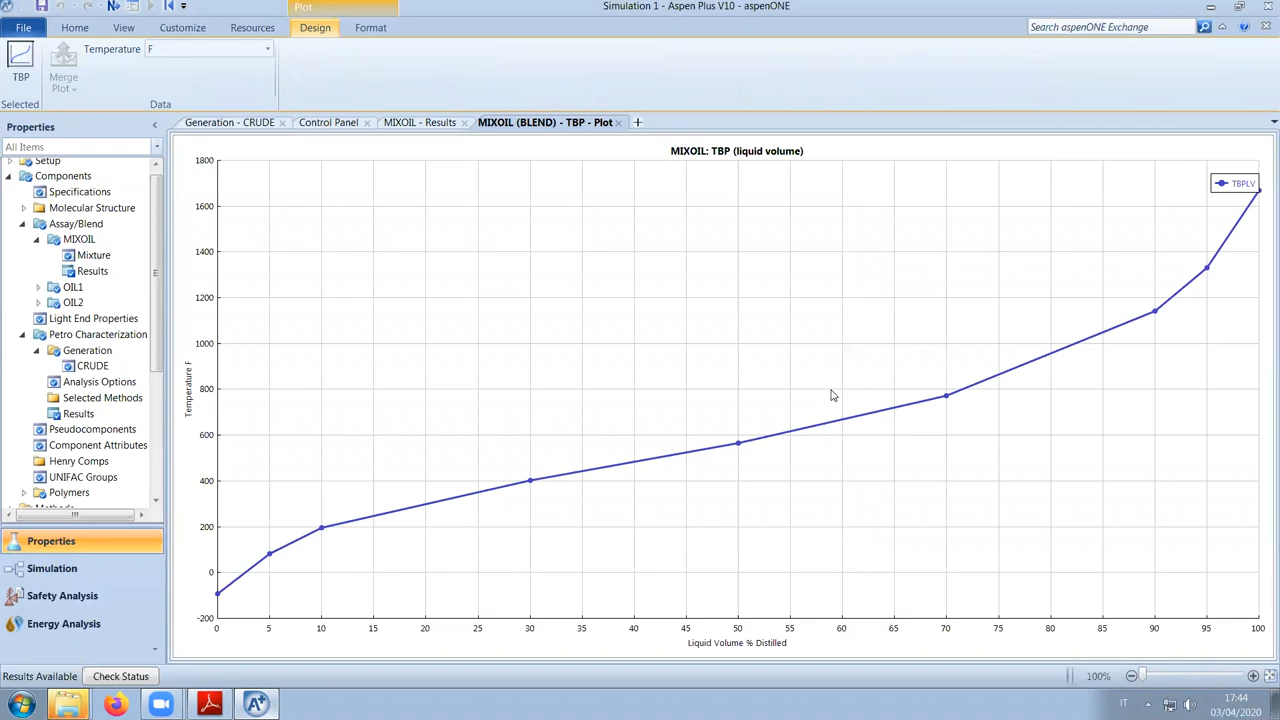 Plot
Simulation 1 - Aspen Plus V10 - aspenONE
File
Home
View
Customize
Resources
Design
Format
Search aspenONE Exchange
TBP
Selected
Merge
Plot
Temperature
F
Data
Properties
All Items
Setup
Components
Specifications
Molecular Structure
Assay/Blend
MIXOIL
Mixture
Results
OIL1
OIL2
Light End Properties
Petro Characterization
Generation
CRUDE
Analysis Options
Selected Methods
Results
Pseudocomponents
Component Attributes
Henry Comps
UNIFAC Groups
Polymers
Properties
Simulation
Safety Analysis
Energy Analysis
Generation - CRUDE
Control Panel
MIXOIL - Results
MIXOIL (BLEND) - TBP - Plot
MIXOIL: TBP (liquid volume)
TBPLV
1800
1600
1400
1200
1000
800
600
400
200
0
-200
Temperature F
0 5 10 15 20 25 30 35 40 45 50 55 60 65 70 75 80 85 90 95 100
Liquid Volume % Distilled
Results Available
Check Status
100%
IT
17:44
03/04/2020